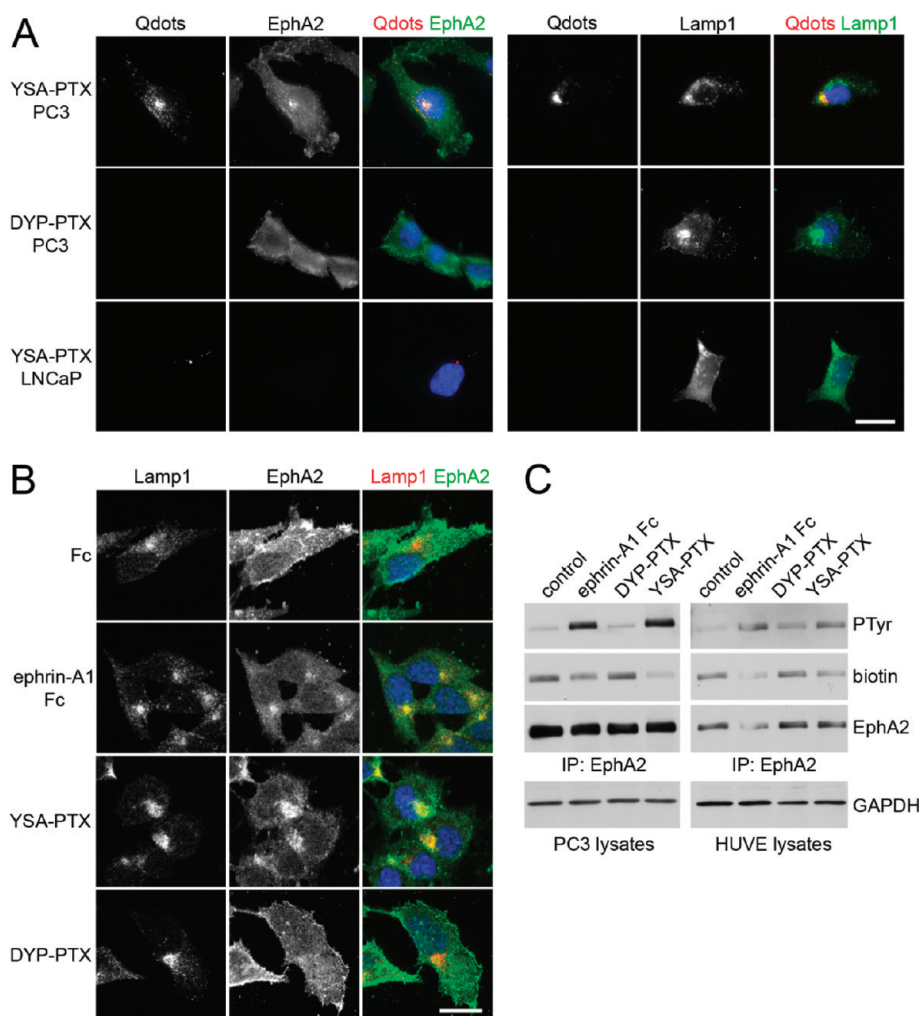 A
Qdots EphA2 Qdots EphA2 Qdots Lamp1 Qdots Lamp1
YSA-PTX
PC3
DYP-PTX
PC3
YSA-PTX
LNCaP
B
Lamp1 EphA2 Lamp1 EphA2
Fc
ephrin-A1
Fc
YSA-PTX
DYP-PTX
C
control ephrin-A1 Fc DYP-PTX YSA-PTX control ephrin-A1 Fc DYP-PTX YSA-PTX
PTyr
biotin
EphA2
IP: EphA2 IP: EphA2
GAPDH
PC3 lysates HUVE lysates